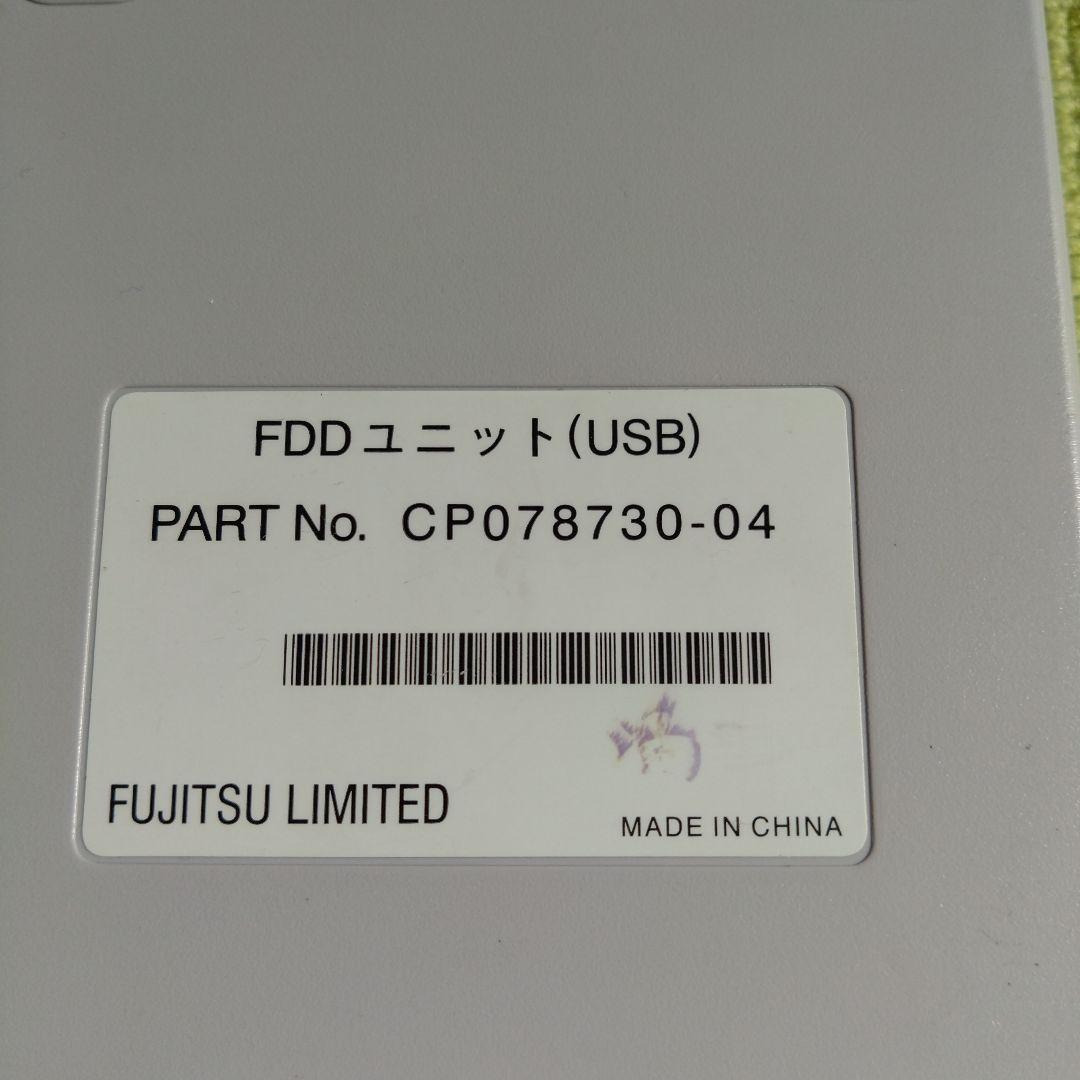 FDDユニット(USB)
PART No. CP078730-04
FUJITSU LIMITED
MADE IN CHINA